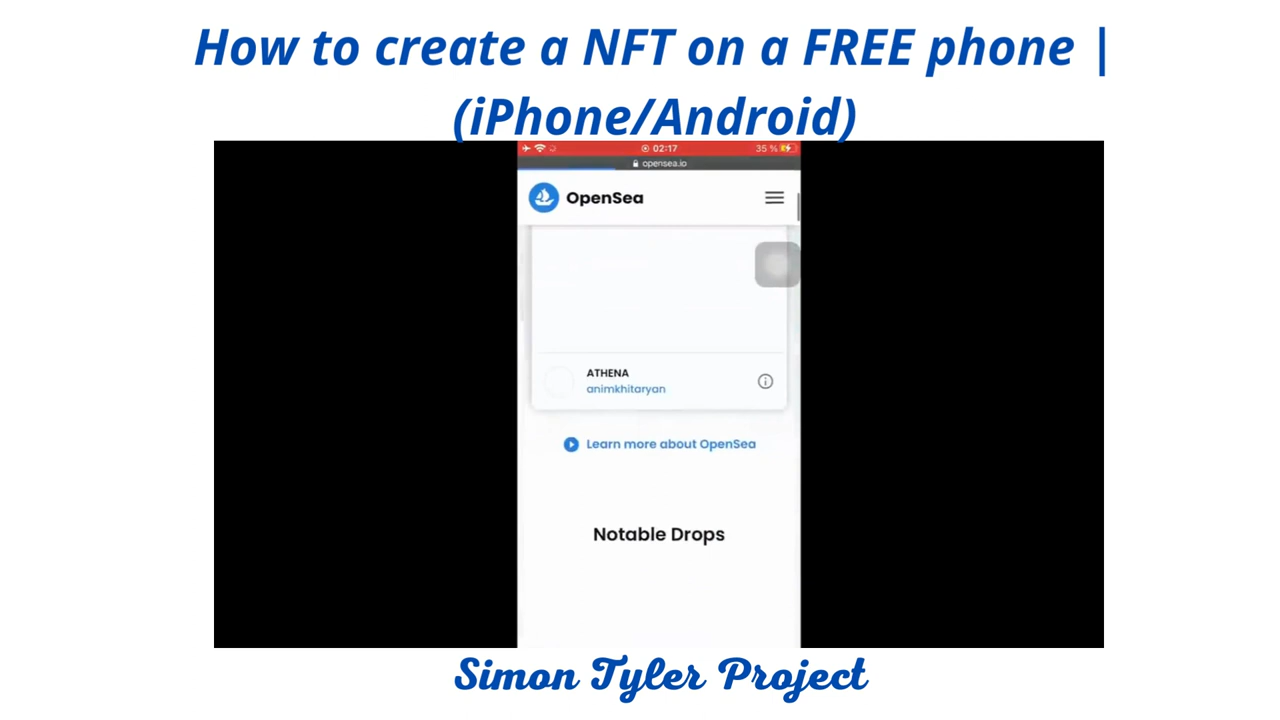 How to create a NFT on a FREE phone |
(iPhone/Android)
02:17
35 %
opensea.io
OpenSea
ATHENA
animkhitaryan
Learn more about OpenSea
Notable Drops
Simon Tyler Project